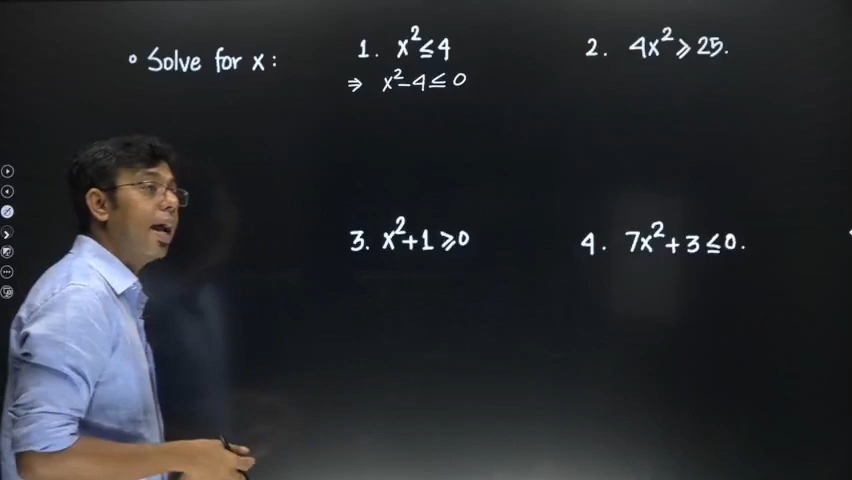 • Solve for x:
1. x² ≤ 4
⇒ x² – 4 ≤ 0
2. 4x² ⩾ 25.
3. x² + 1 ⩾ 0
4. 7x² + 3 ≤ 0.